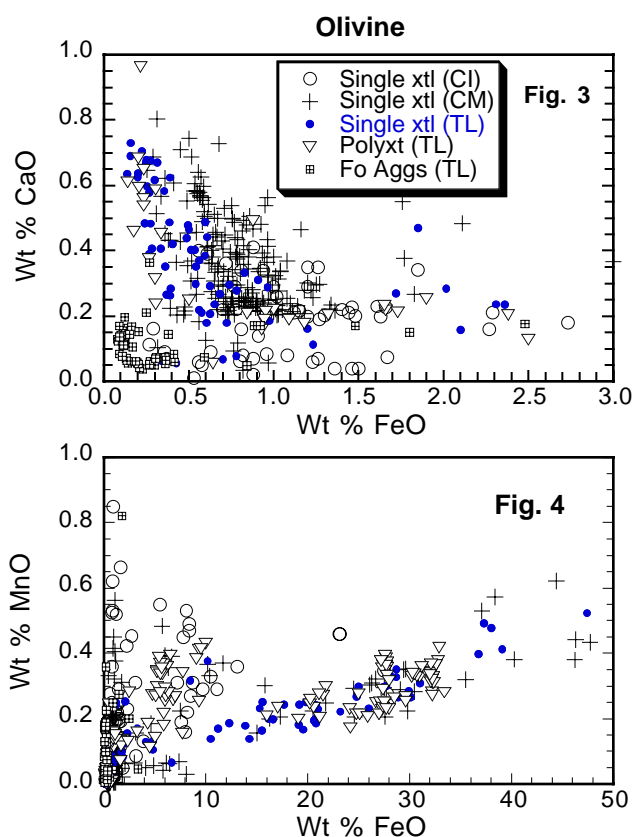 Olivine
Fig. 3
Single xtl (CI)
Single xtl (CM)
Single xtl (TL)
Polyxt (TL)
Fo Aggs (TL)
Wt % CaO
1.0
0.8
0.6
0.4
0.2
0.0
0.0 0.5 1.0 1.5 2.0 2.5 3.0
Wt % FeO
Fig. 4
Wt % MnO
1.0
0.8
0.6
0.4
0.2
0.0
0 10 20 30 40 50
Wt % FeO